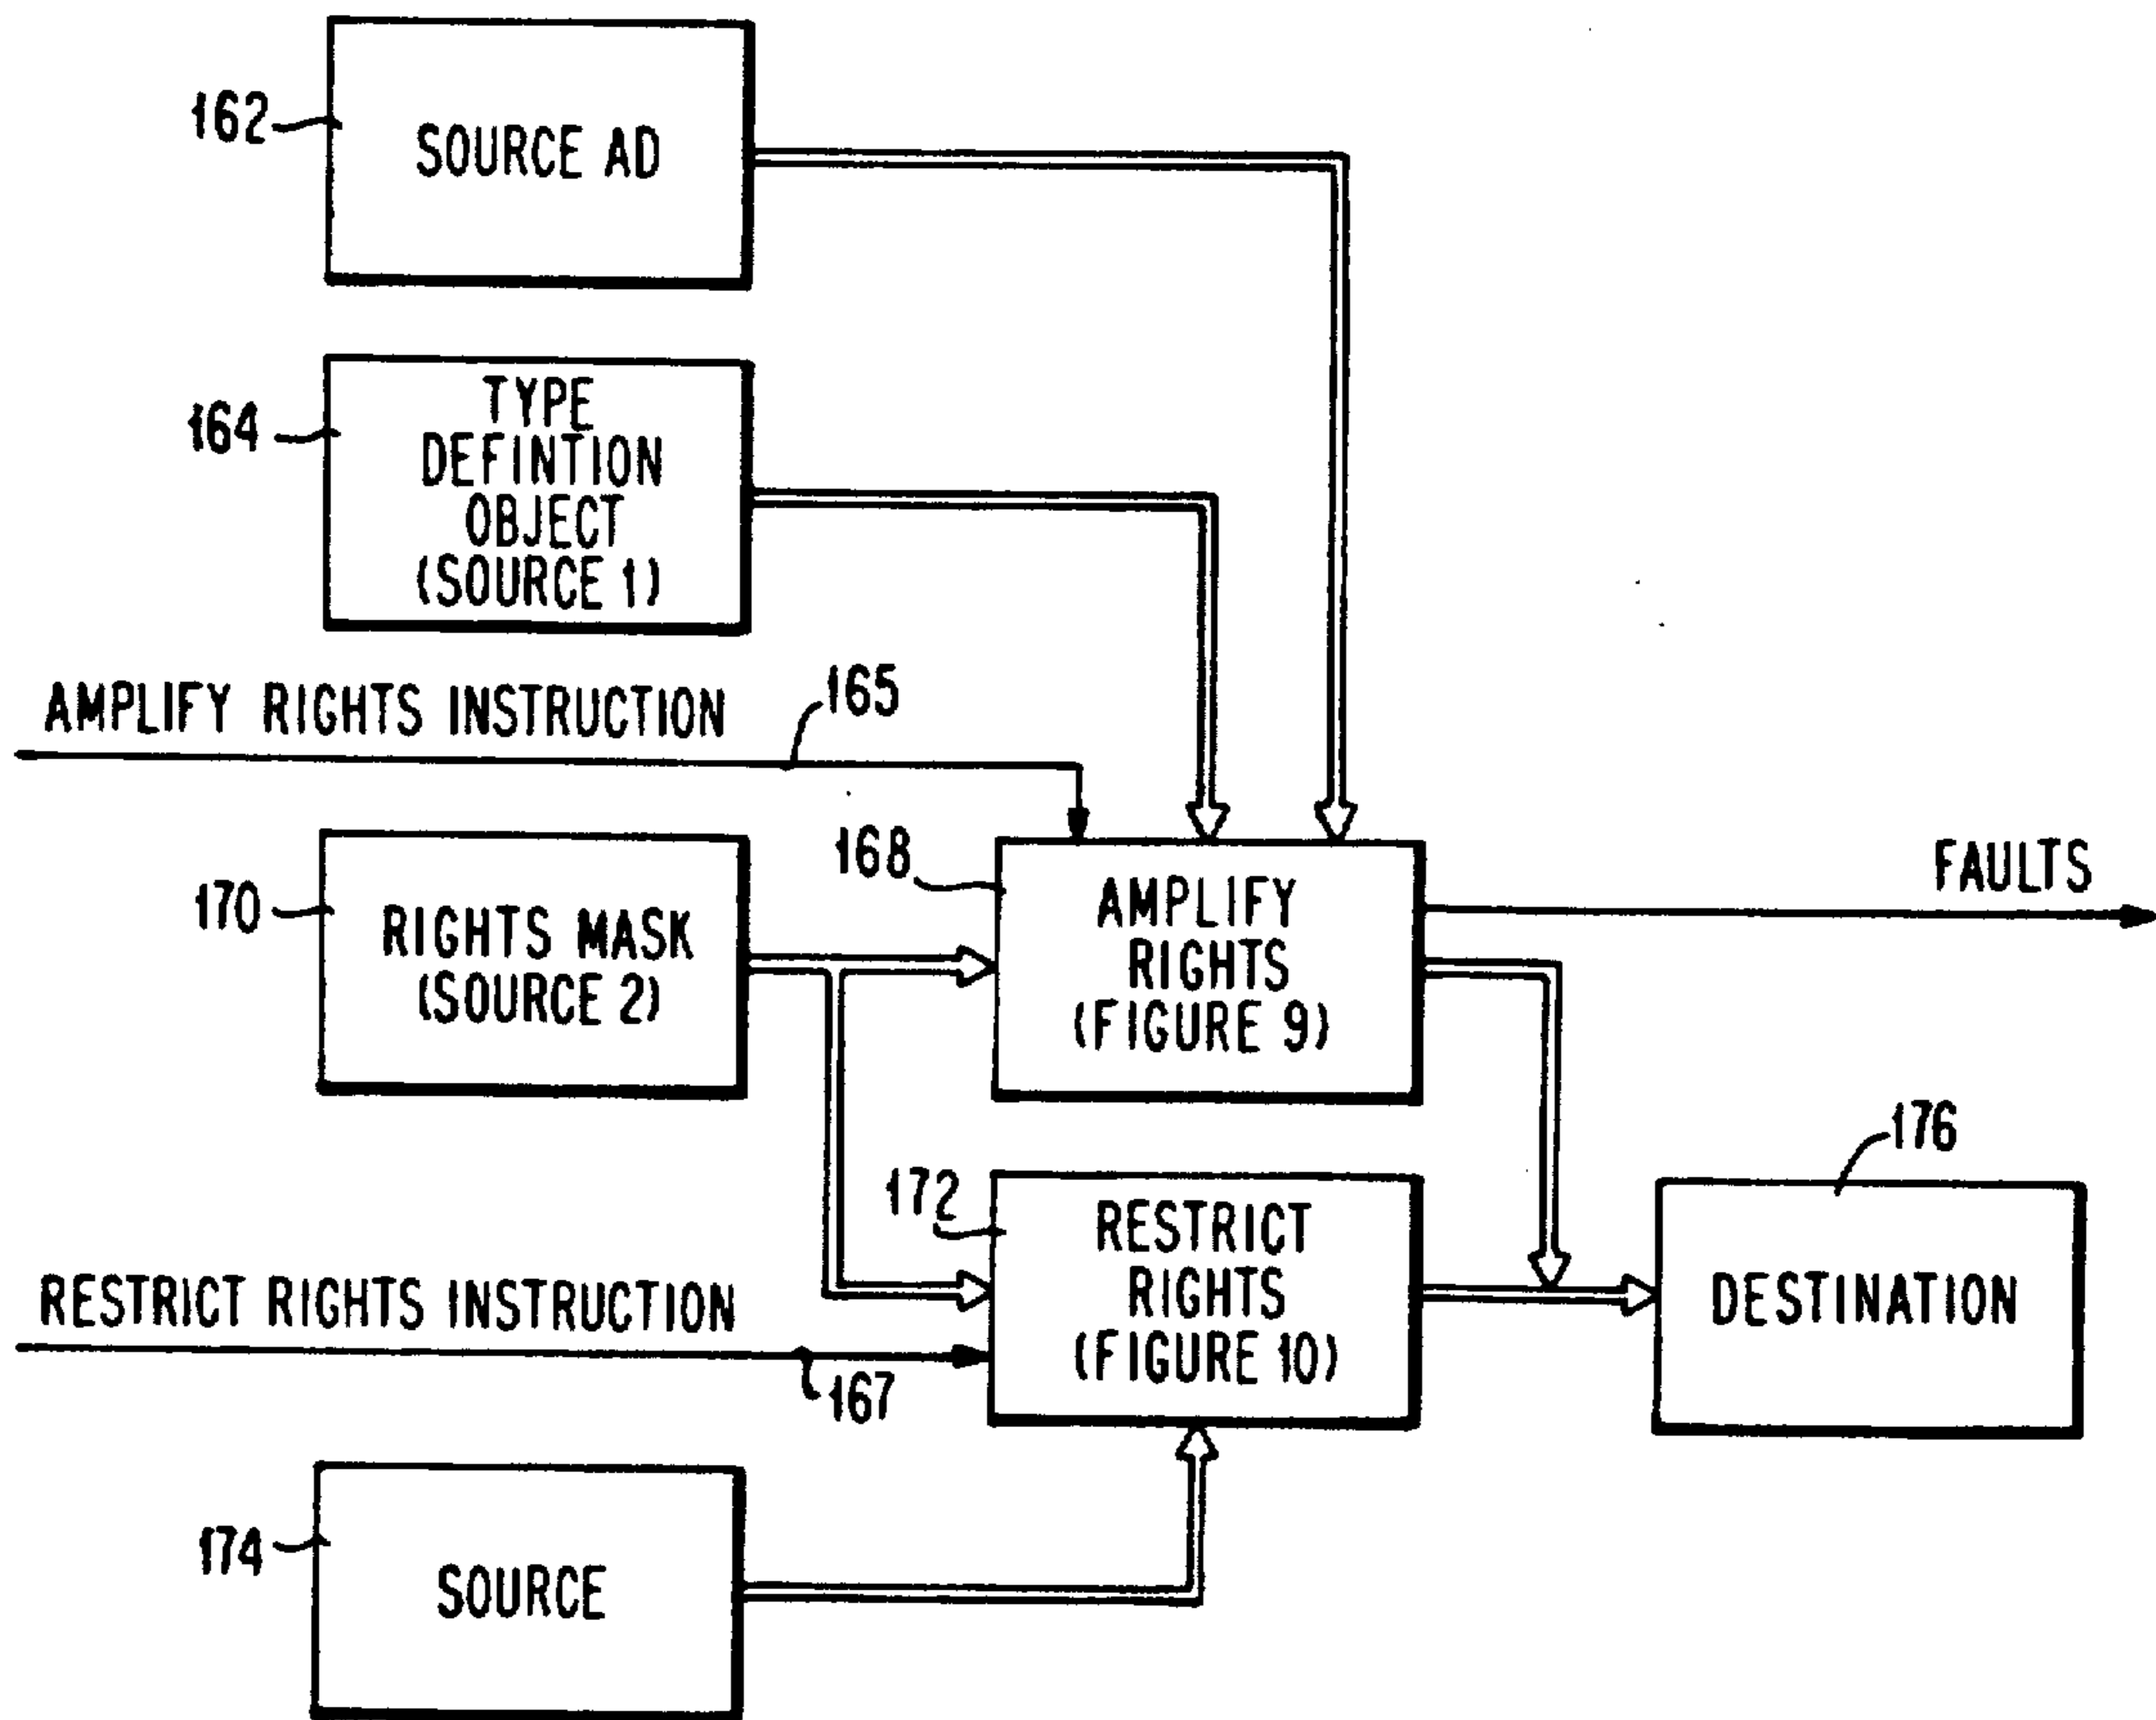 162
SOURCE AD
164
TYPE
DEFINTION
OBJECT
(SOURCE 1)
AMPLIFY RIGHTS INSTRUCTION
165
170
RIGHTS MASK
(SOURCE 2)
168
AMPLIFY
RIGHTS
(FIGURE 9)
FAULTS
172
RESTRICT
RIGHTS
(FIGURE 10)
176
DESTINATION
RESTRICT RIGHTS INSTRUCTION
167
174
SOURCE